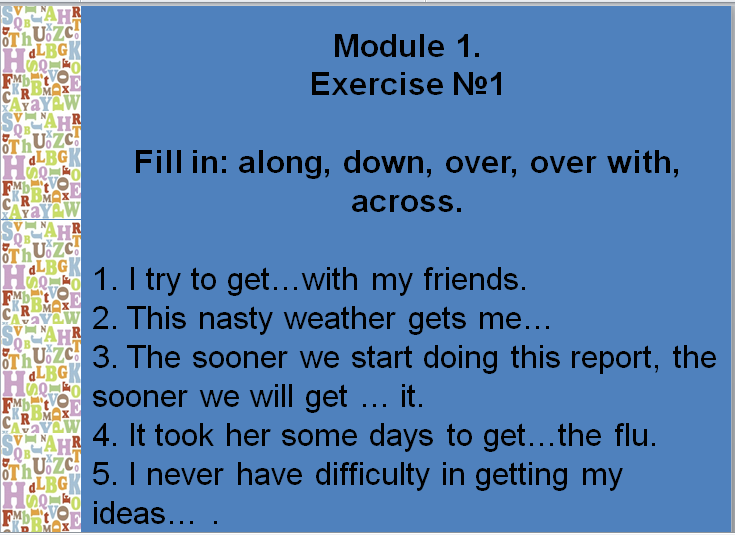 Module 1.
Exercise №1
Fill in: along, down, over, over with,
across.
1. I try to get…with my friends.
2. This nasty weather gets me…
3. The sooner we start doing this report, the
sooner we will get … it.
4. It took her some days to get…the flu.
5. I never have difficulty in getting my
ideas… .